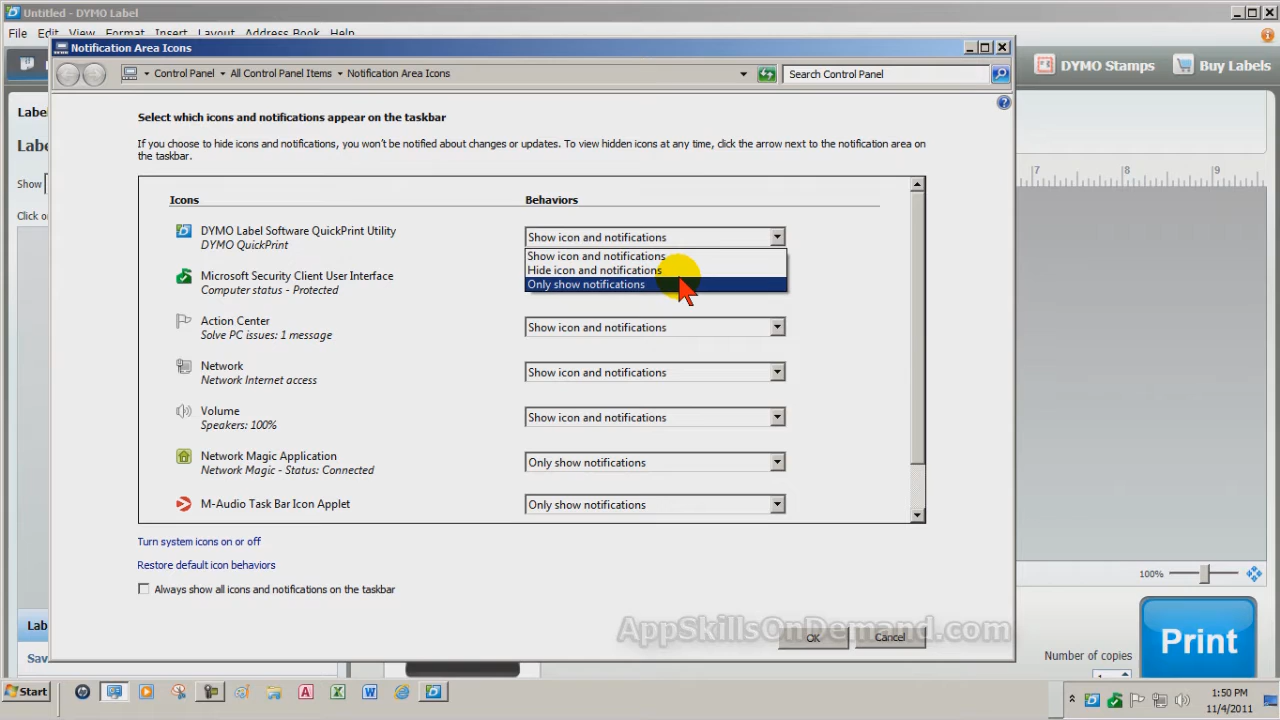 Untitled - DYMO Label
File Edit View Format Insert Layout Address Book Help
Notification Area Icons
Control Panel All Control Panel Items Notification Area Icons
Search Control Panel
DYMO Stamps
Buy Labels
Select which icons and notifications appear on the taskbar
If you choose to hide icons and notifications, you won't be notified about changes or updates. To view hidden icons at any time, click the arrow next to the notification area on
the taskbar.
Show
7 8 9
Icons
Behaviors
DYMO Label Software QuickPrint Utility
DYMO QuickPrint
Show icon and notifications
Show icon and notifications
Hide icon and notifications
Only show notifications
Microsoft Security Client User Interface
Computer status - Protected
Action Center
Solve PC issues: 1 message
Show icon and notifications
Network
Network Internet access
Show icon and notifications
Volume
Speakers: 100%
Show icon and notifications
Network Magic Application
Network Magic - Status: Connected
Only show notifications
M-Audio Task Bar Icon Applet
Only show notifications
Turn system icons on or off
Restore default icon behaviors
Always show all icons and notifications on the taskbar
100%
AppSkillsOnDemand.com
OK
Cancel
Print
Number of copies
1
Start
1:50 PM
11/4/2011